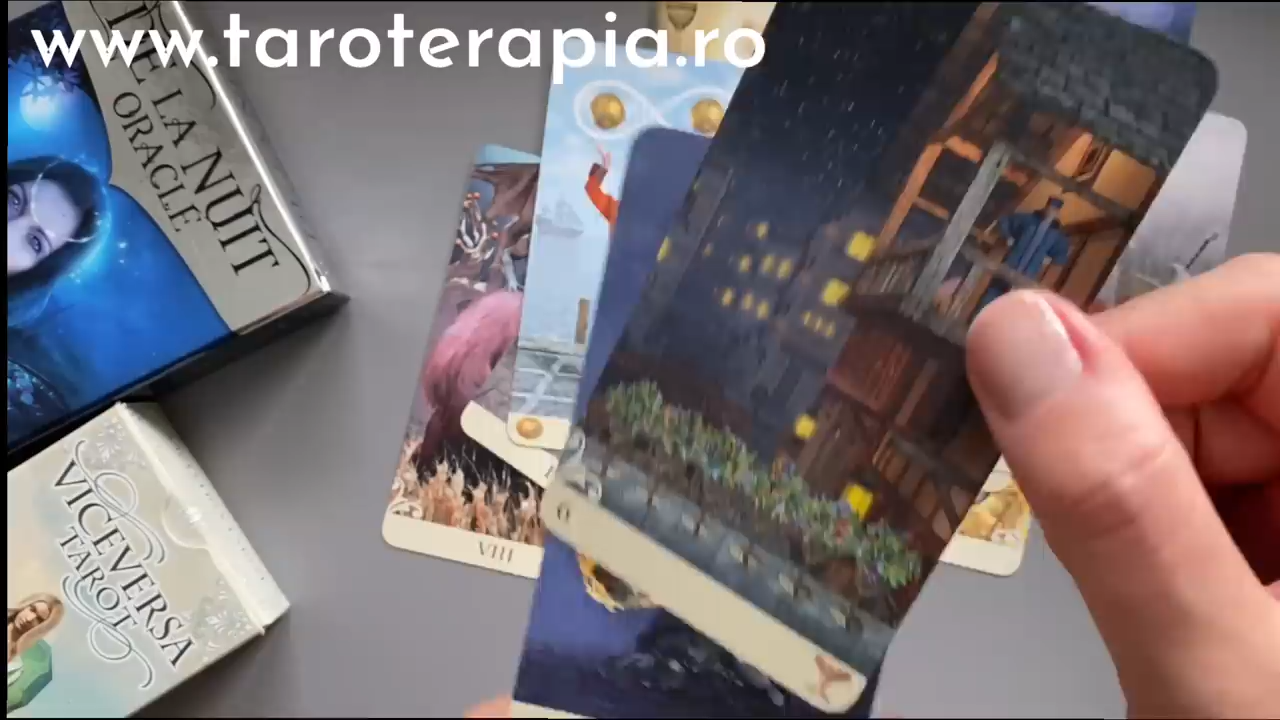 www.taroterapia.ro
DE LA NUIT
ORACLE
VICEVERSA
TAROT
VIII